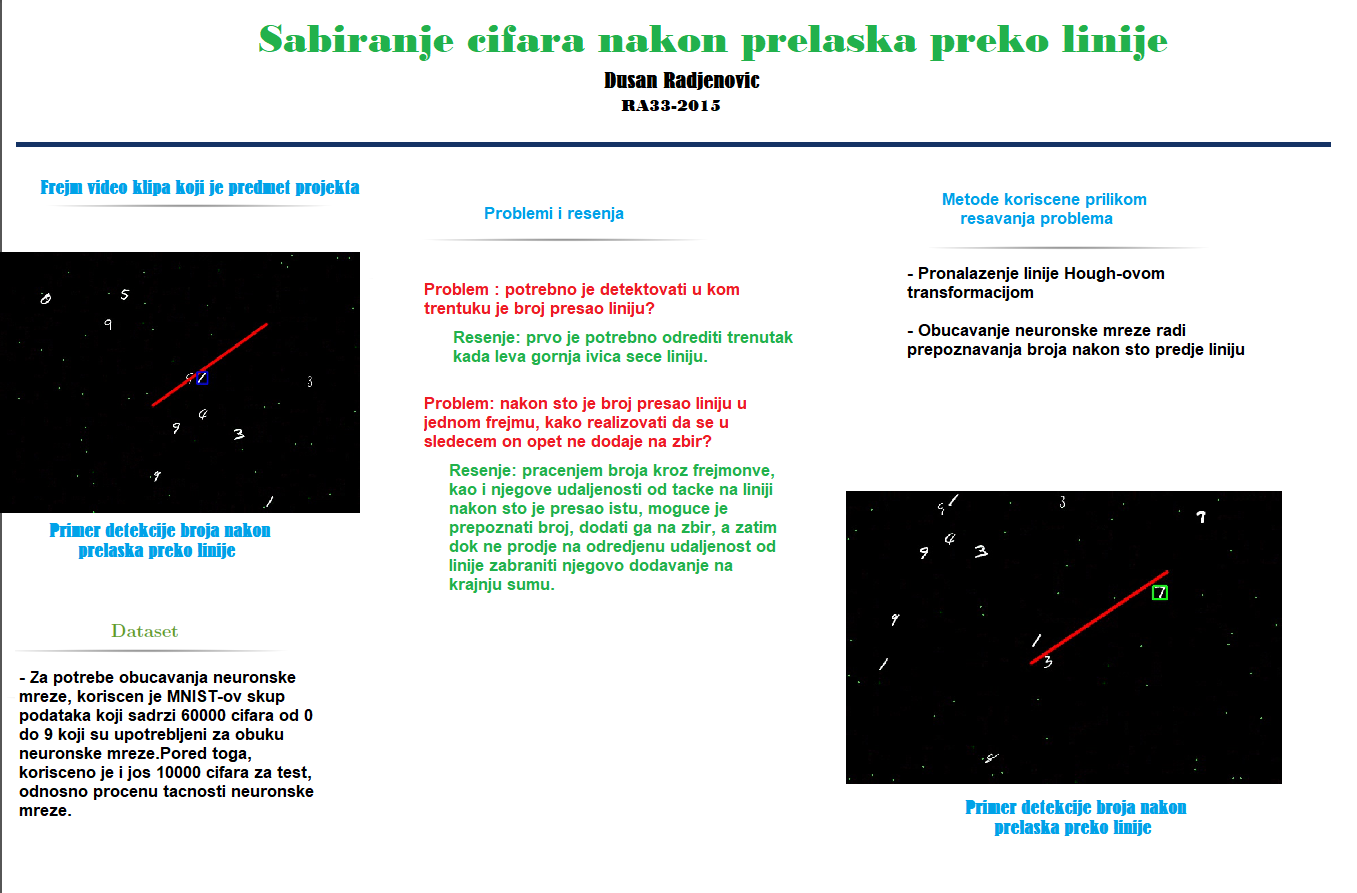 Sabiranje cifara nakon prelaska preko linije
Dusan Radjenovic
RA33-2015
Frejm video klipa koji je predmet projekta
0
5
9
9
1
3
4
9
3
9
1
Primer detekcije broja nakon
prelaska preko linije
Dataset
- Za potrebe obucavanja neuronske
mreze, koriscen je MNIST-ov skup
podataka koji sadrzi 60000 cifara od 0
do 9 koji su upotrebljeni za obuku
neuronske mreze.Pored toga,
korisceno je i jos 10000 cifara za test,
odnosno procenu tacnosti neuronske
mreze.
Problemi i resenja
Problem : potrebno je detektovati u kom
trentuku je broj presao liniju?
Resenje: prvo je potrebno odrediti trenutak
kada leva gornja ivica sece liniju.
Problem: nakon sto je broj presao liniju u
jednom frejmu, kako realizovati da se u
sledecem on opet ne dodaje na zbir?
Resenje: pracenjem broja kroz frejmonve,
kao i njegove udaljenosti od tacke na liniji
nakon sto je presao istu, moguce je
prepoznati broj, dodati ga na zbir, a zatim
dok ne prodje na odredjenu udaljenost od
linije zabraniti njegovo dodavanje na
krajnju sumu.
Metode koriscene prilikom
resavanja problema
- Pronalazenje linije Hough-ovom
transformacijom
- Obucavanje neuronske mreze radi
prepoznavanja broja nakon sto predje liniju
9
1
3
7
9
4
3
7
9
1
1
3
8
Primer detekcije broja nakon
prelaska preko linije